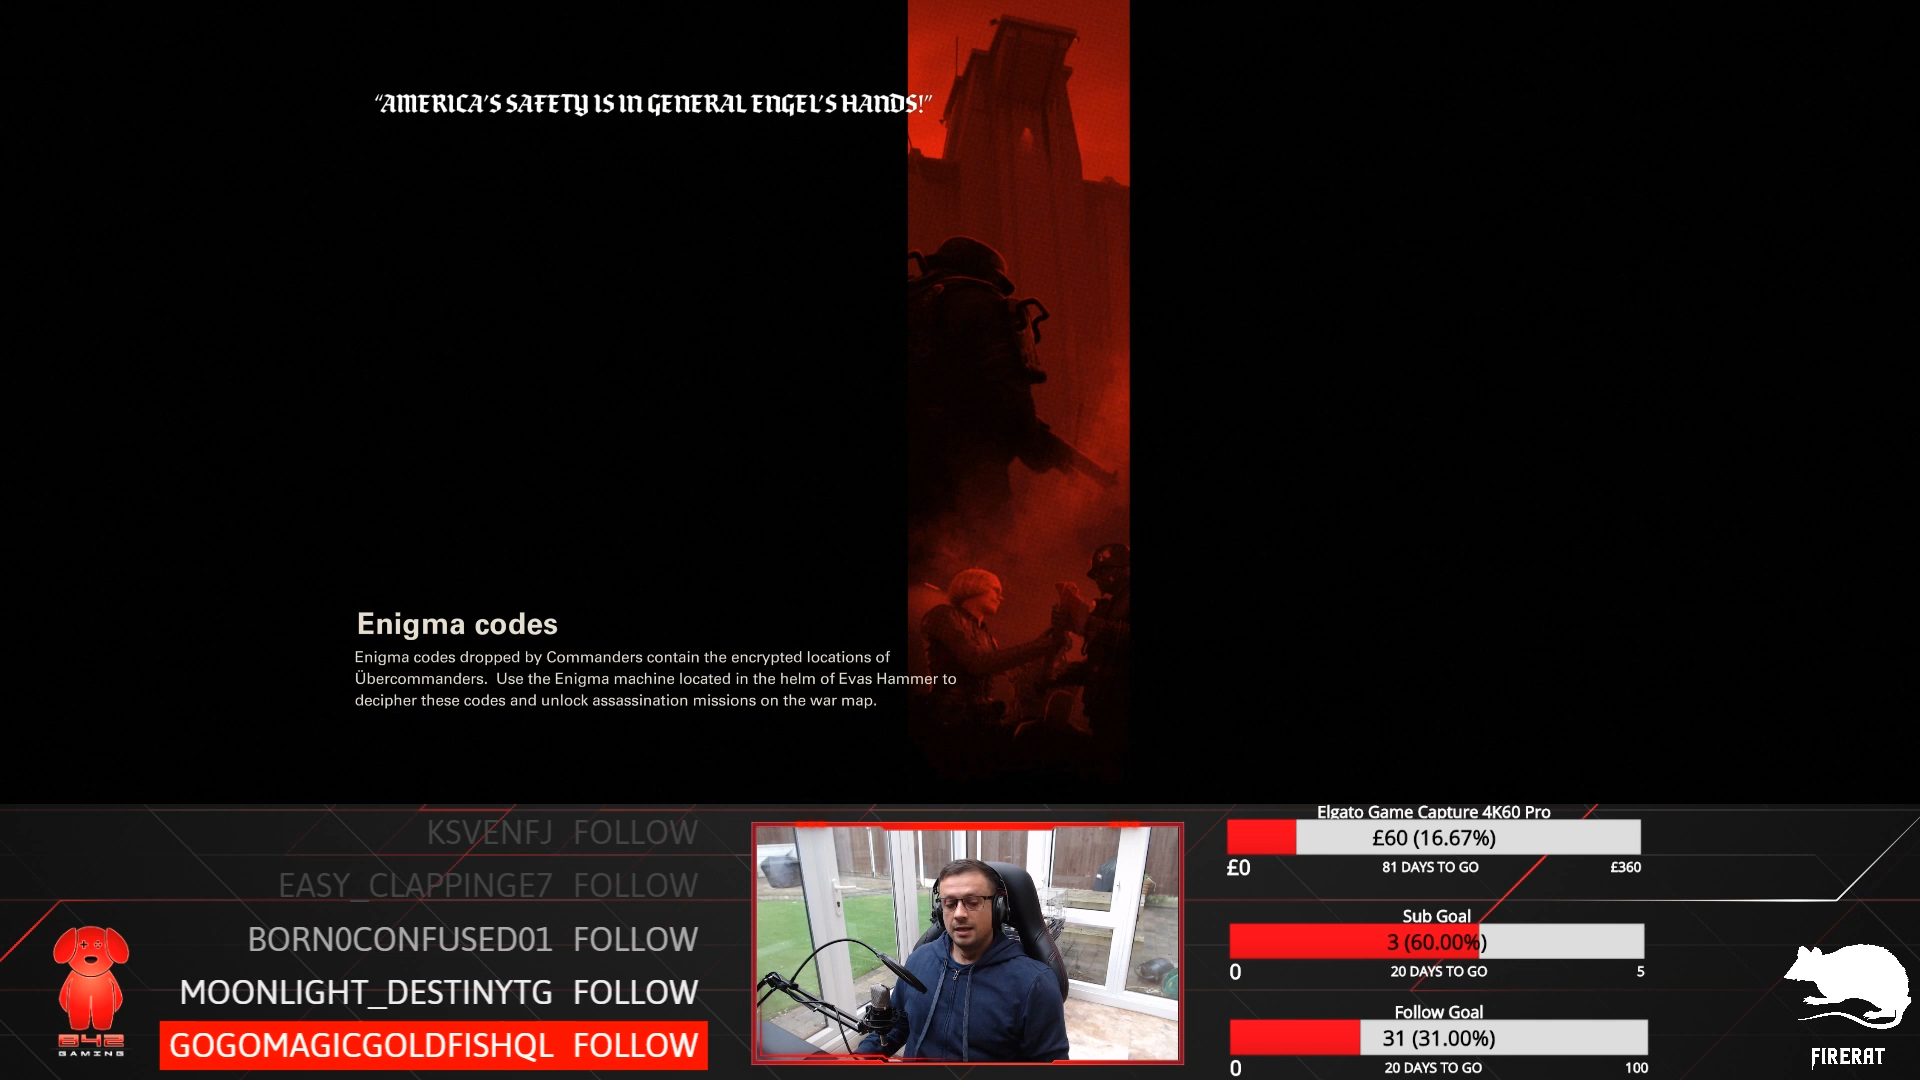 “AMERICA'S SAFETY IS IN GENERAL ENGEL'S HANDS!”
Enigma codes
Enigma codes dropped by Commanders contain the encrypted locations of
Übercommanders.  Use the Enigma machine located in the helm of Evas Hammer to
decipher these codes and unlock assassination missions on the war map.
KSVENFJ FOLLOW
EASY_CLAPPINGE7 FOLLOW
BORN0CONFUSED01 FOLLOW
MOONLIGHT_DESTINYTG FOLLOW
GOGOMAGICGOLDFISHQL FOLLOW
B42
GAMING
Elgato Game Capture 4K60 Pro
£60 (16.67%)
£0 81 DAYS TO GO £360
Sub Goal
3 (60.00%)
0 20 DAYS TO GO 5
Follow Goal
31 (31.00%)
0 20 DAYS TO GO 100
FIRERAT